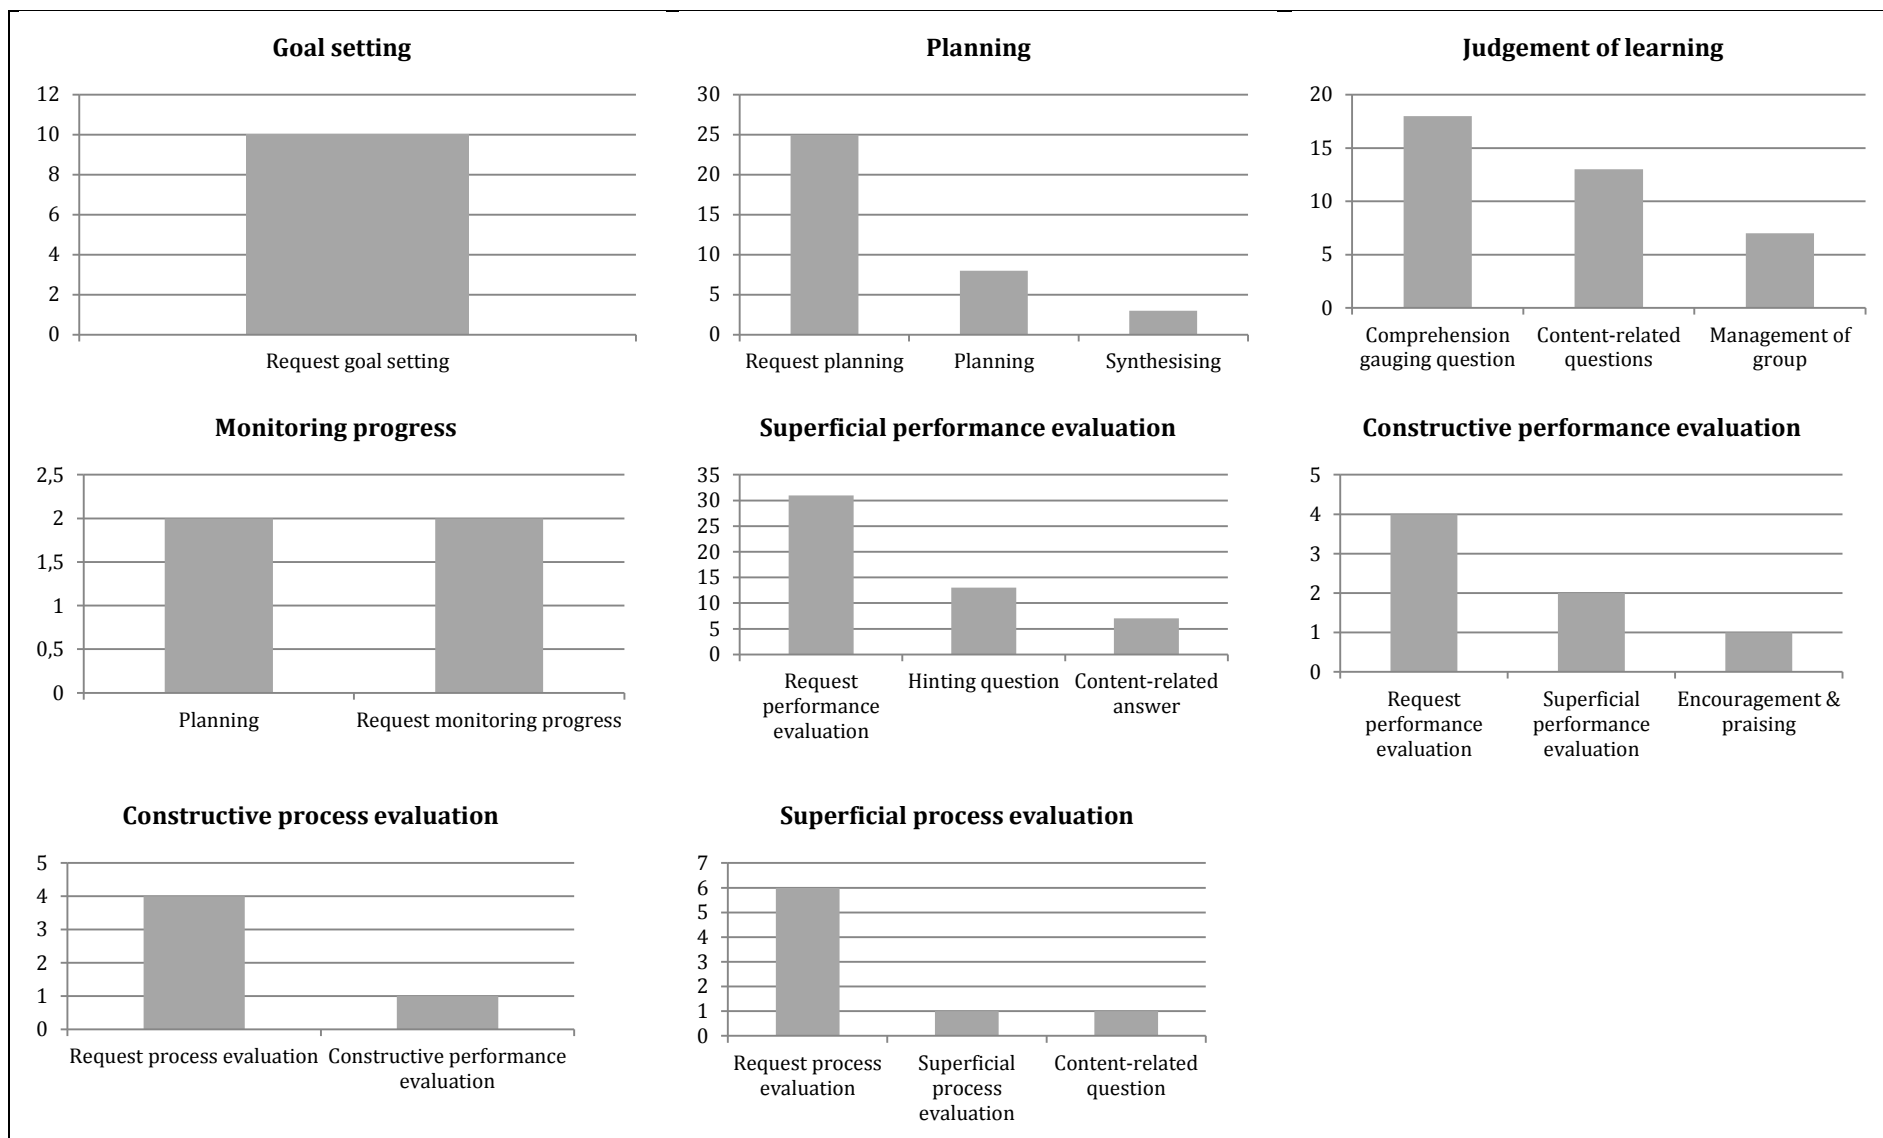 Goal setting
12
10
8
6
4
2
0
Request goal setting
Planning
30
25
20
15
10
5
0
Request planning
Planning
Synthesising
Judgement of learning
20
15
10
5
0
Comprehension
gauging question
Content-related
questions
Management of
group
Monitoring progress
2,5
2
1,5
1
0,5
0
Planning
Request monitoring progress
Superficial performance evaluation
35
30
25
20
15
10
5
0
Request
performance
evaluation
Hinting question
Content-related
answer
Constructive performance evaluation
5
4
3
2
1
0
Request
performance
evaluation
Superficial
performance
evaluation
Encouragement &
praising
Constructive process evaluation
5
4
3
2
1
0
Request process evaluation
Constructive performance
evaluation
Superficial process evaluation
7
6
5
4
3
2
1
0
Request process
evaluation
Superficial
process
evaluation
Content-related
question